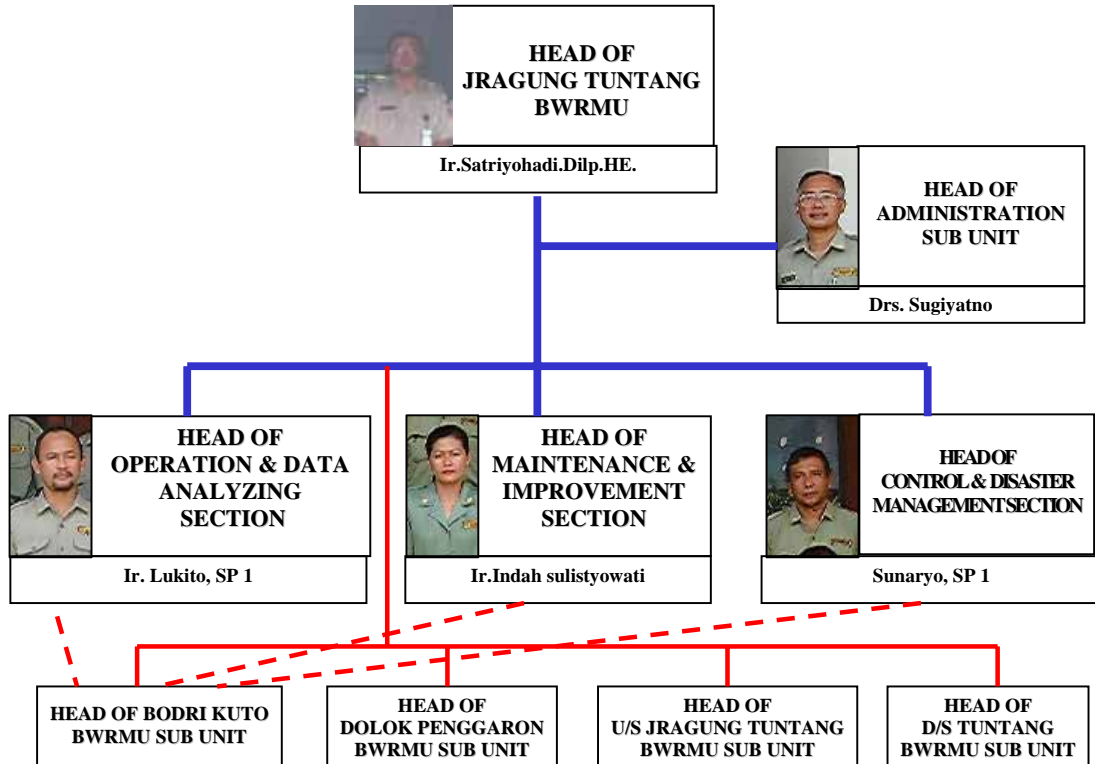 HEAD OF
JRAGUNG TUNTANG
BWRMU
Ir.Satriyohadi.Dilp.HE.
HEAD OF
ADMINISTRATION
SUB UNIT
Drs. Sugiyatno
HEAD OF
OPERATION & DATA
ANALYZING
SECTION
Ir. Lukito, SP 1
HEAD OF
MAINTENANCE &
IMPROVEMENT
SECTION
Ir.Indah sulistyowati
HEAD OF
CONTROL & DISASTER
MANAGEMENT SECTION
Sunaryo, SP 1
HEAD OF BODRI KUTO
BWRMU SUB UNIT
HEAD OF
DOLOK PENGGARON
BWRMU SUB UNIT
HEAD OF
U/S JRAGUNG TUNTANG
BWRMU SUB UNIT
HEAD OF
D/S TUNTANG
BWRMU SUB UNIT